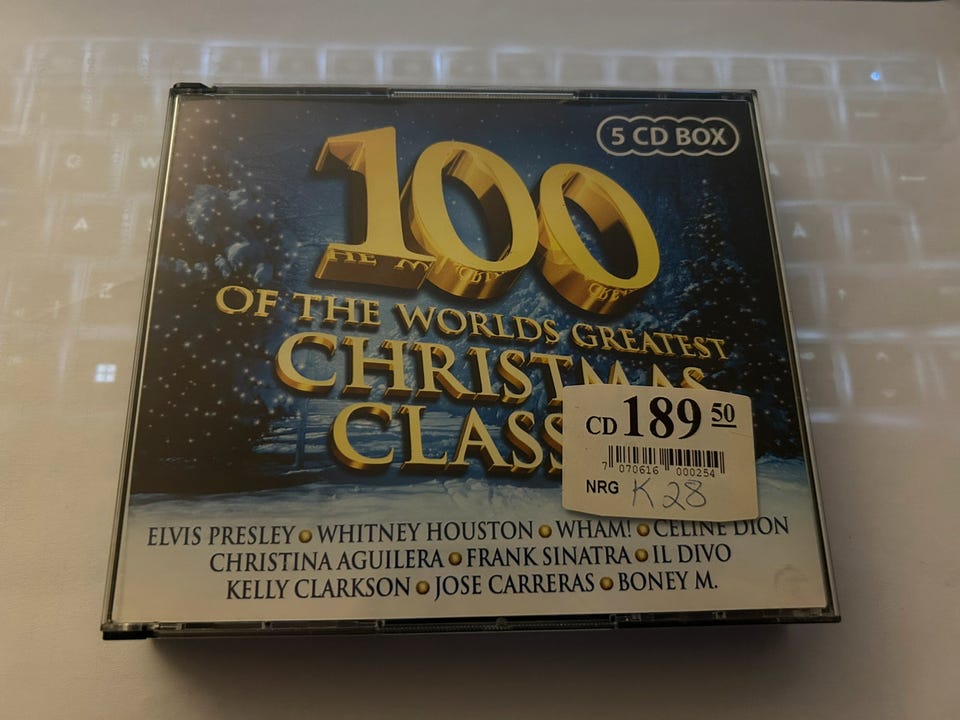 5 CD BOX
100
OF THE WORLDS GREATEST
CHRISTMAS
CLASS
CD 189 50
7 070616 000254
NRG K 28
ELVIS PRESLEY • WHITNEY HOUSTON • WHAM! • CELINE DION
CHRISTINA AGUILERA • FRANK SINATRA • IL DIVO
KELLY CLARKSON • JOSE CARRERAS • BONEY M.